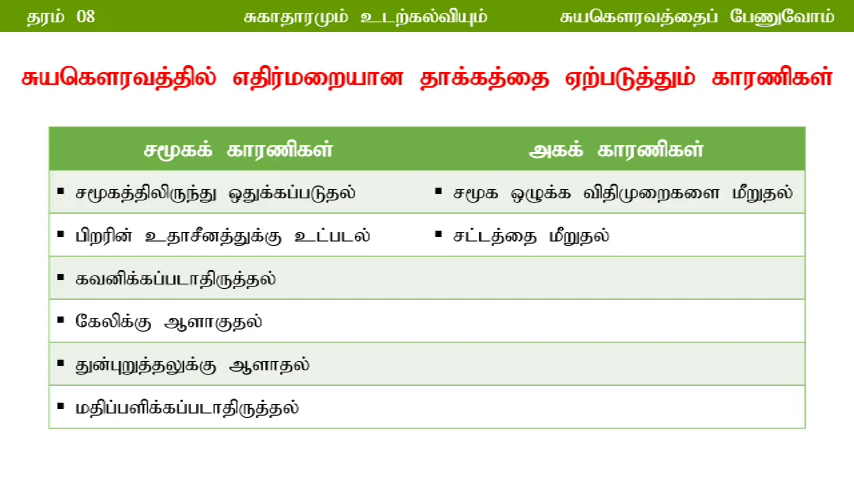 தரம் 08 சுகாதாரமும் உடற்கல்வியும் சுயகௌரவத்தைப் பேணுவோம்
சுயகௌரவத்தில் எதிர்மறையான தாக்கத்தை ஏற்படுத்தும் காரணிகள்
சமூகக் காரணிகள் அகக் காரணிகள்
▪ சமூகத்திலிருந்து ஒதுக்கப்படுதல் ▪ சமூக ஒழுக்க விதிமுறைகளை மீறுதல்
▪ பிறரின் உதாசீனத்துக்கு உட்படல் ▪ சட்டத்தை மீறுதல்
▪ கவனிக்கப்படாதிருத்தல்
▪ கேலிக்கு ஆளாகுதல்
▪ துன்புறுத்தலுக்கு ஆளாதல்
▪ மதிப்பளிக்கப்படாதிருத்தல்